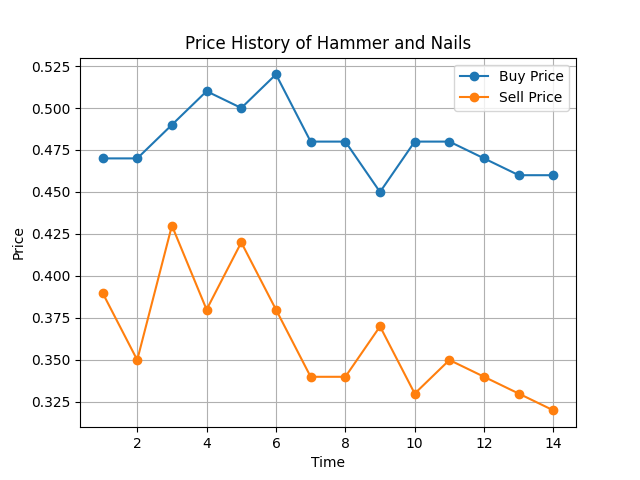 Price History of Hammer and Nails
Buy Price
Sell Price
Price
0.525
0.500
0.475
0.450
0.425
0.400
0.375
0.350
0.325
2 4 6 8 10 12 14
Time